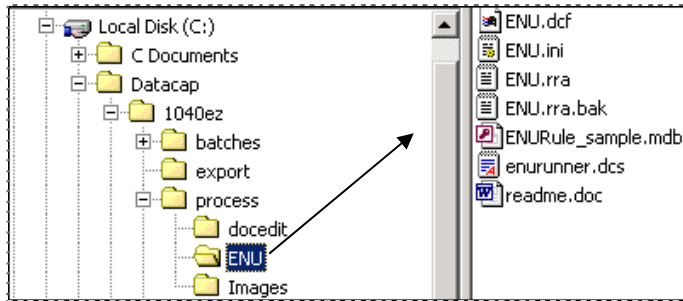 Local Disk (C:)
C Documents
Datacap
1040ez
batches
export
process
docedit
ENU
Images
ENU.dcf
ENU.ini
ENU.rra
ENU.rra.bak
ENURule_sample.mdb
enurunner.dcs
readme.doc